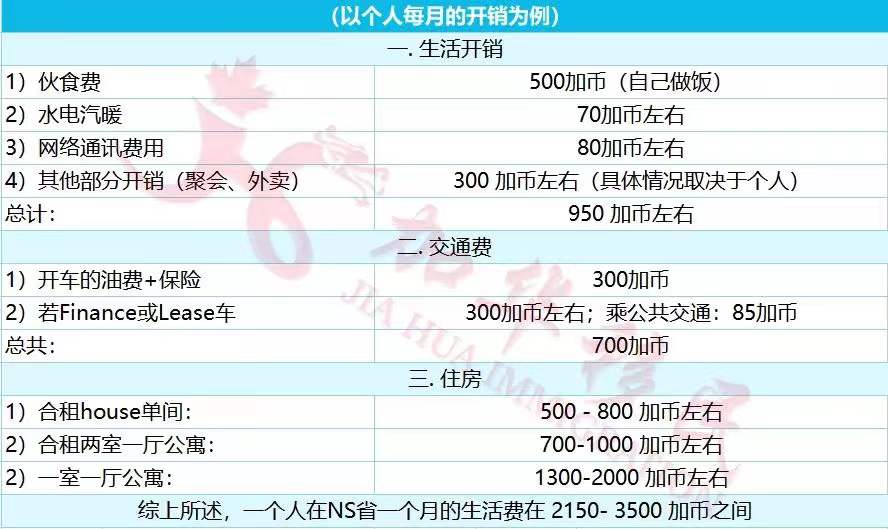 （以个人每月的开销为例）
一. 生活开销
1）伙食费 500加币（自己做饭）
2）水电汽暖 70加币左右
3）网络通讯费用 80加币左右
4）其他部分开销（聚会、外卖） 300 加币左右（具体情况取决于个人）
总计： 950 加币左右
二. 交通费
1）开车的油费+保险 300加币
2）若Finance或Lease车 300加币左右；乘公共交通：85加币
总共： 700加币
三. 住房
1）合租house单间： 500 - 800 加币左右
2）合租两室一厅公寓： 700-1000 加币左右
2）一室一厅公寓： 1300-2000 加币左右
综上所述，一个人在NS省一个月的生活费在 2150- 3500 加币之间
加华移民
JIA HUA IMMIGRATION